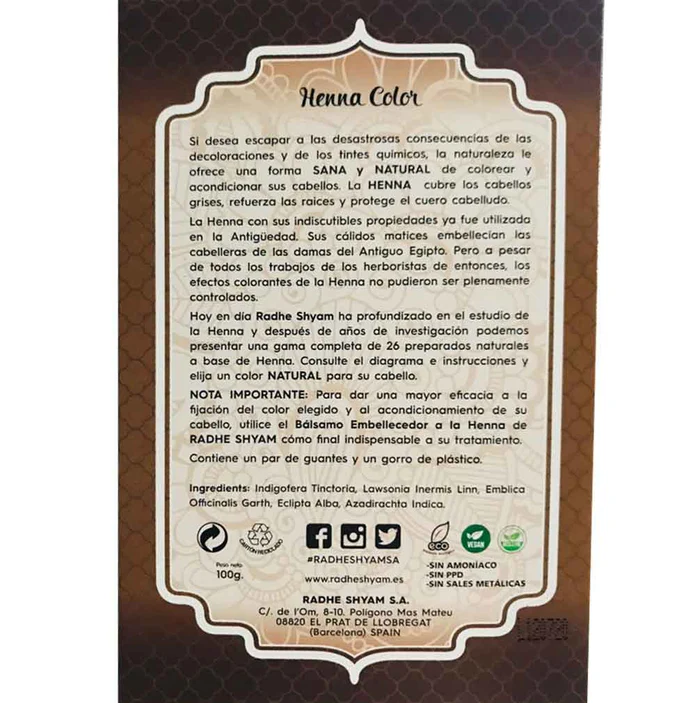 Henna Color
Si desea escapar a las desastrosas consecuencias de las
decoloraciones y de los tintes químicos, la naturaleza le
ofrece una forma SANA y NATURAL de colorear y
acondicionar sus cabellos. La HENNA cubre los cabellos
grises, refuerza las raices y protege el cuero cabelludo.
La Henna con sus indiscutibles propiedades ya fue utilizada
en la Antigüedad. Sus cálidos matices embellecían las
cabelleras de las damas del Antiguo Egipto. Pero a pesar
de todos los trabajos de los herboristas de entonces, los
efectos colorantes de la Henna no pudieron ser plenamente
controlados.
Hoy en día Radhe Shyam ha profundizado en el estudio de
la Henna y después de años de investigación podemos
presentar una gama completa de 26 preparados naturales
a base de Henna. Consulte el diagrama e instrucciones y
elija un color NATURAL para su cabello.
NOTA IMPORTANTE: Para dar una mayor eficacia a la
fijación del color elegido y al acondicionamiento de su
cabello, utilice el Bálsamo Embellecedor a la Henna de
RADHE SHYAM cómo final indispensable a su tratamiento.
Contiene un par de guantes y un gorro de plástico.
Ingredients: Indigofera Tinctoria, Lawsonia Inermis Linn, Emblica
Officinalis Garth, Eclipta Alba, Azadirachta Indica.
CARTÓN RECICLADO
eco
VEGAN
Peso neto
100g.
#RADHESHYAMSA
www.radheshyam.es
-SIN AMONÍACO
-SIN PPD
-SIN SALES METÁLICAS
RADHE SHYAM S.A.
C/. de l'Om, 8-10. Polígono Mas Mateu
08820 EL PRAT DE LLOBREGAT
(Barcelona) SPAIN